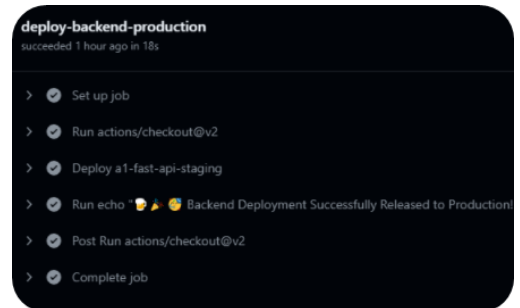 deploy-backend-production
succeeded 1 hour ago in 18s
Set up job
Run actions/checkout@v2
Deploy a1-fast-api-staging
Run echo "🍺 🎉 🥳 Backend Deployment Successfully Released to Production!
Post Run actions/checkout@v2
Complete job